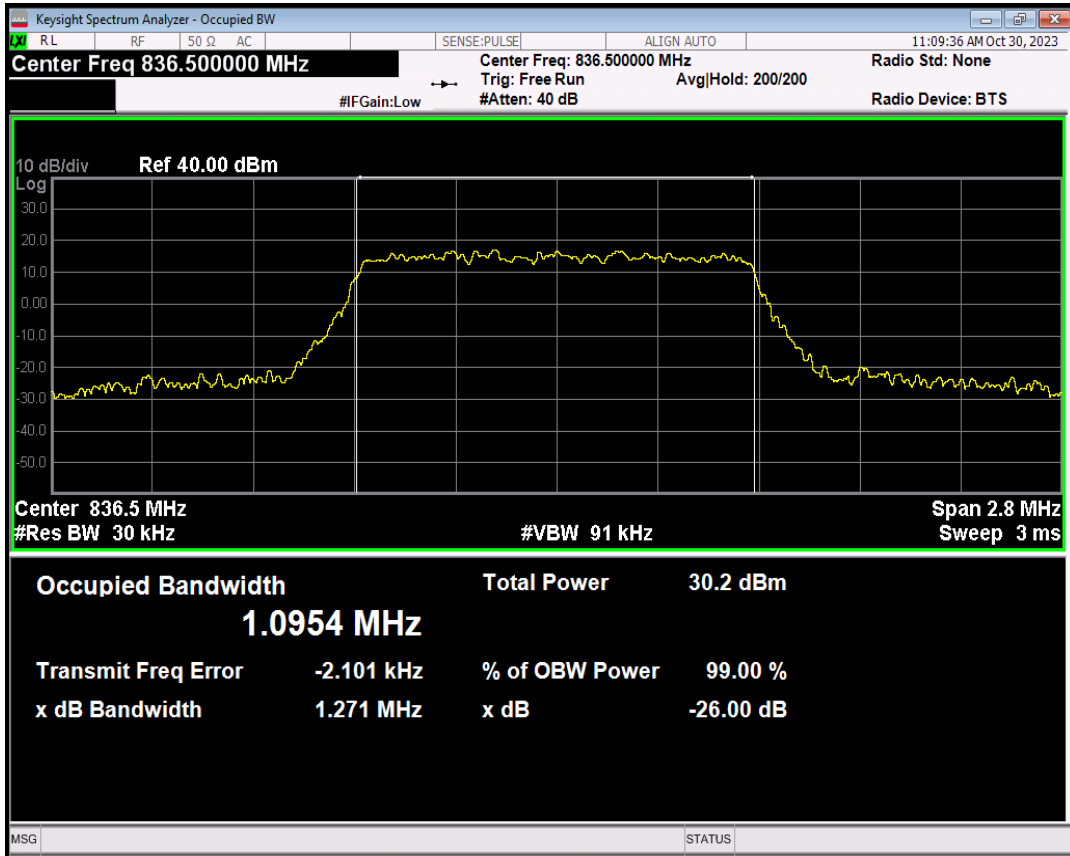 Keysight Spectrum Analyzer - Occupied BW
LXI RL RF 50 Ω AC SENSE:PULSE ALIGN AUTO 11:09:36 AM Oct 30, 2023
Center Freq 836.500000 MHz Center Freq: 836.500000 MHz Radio Std: None
Trig: Free Run Avg|Hold: 200/200
#IFGain:Low #Atten: 40 dB Radio Device: BTS
10 dB/div Ref 40.00 dBm
Log
30.0
20.0
10.0
0.00
-10.0
-20.0
-30.0
-40.0
-50.0
Center 836.5 MHz Span 2.8 MHz
#Res BW 30 kHz #VBW 91 kHz Sweep 3 ms
Occupied Bandwidth Total Power 30.2 dBm
1.0954 MHz
Transmit Freq Error -2.101 kHz % of OBW Power 99.00 %
x dB Bandwidth 1.271 MHz x dB -26.00 dB
MSG STATUS